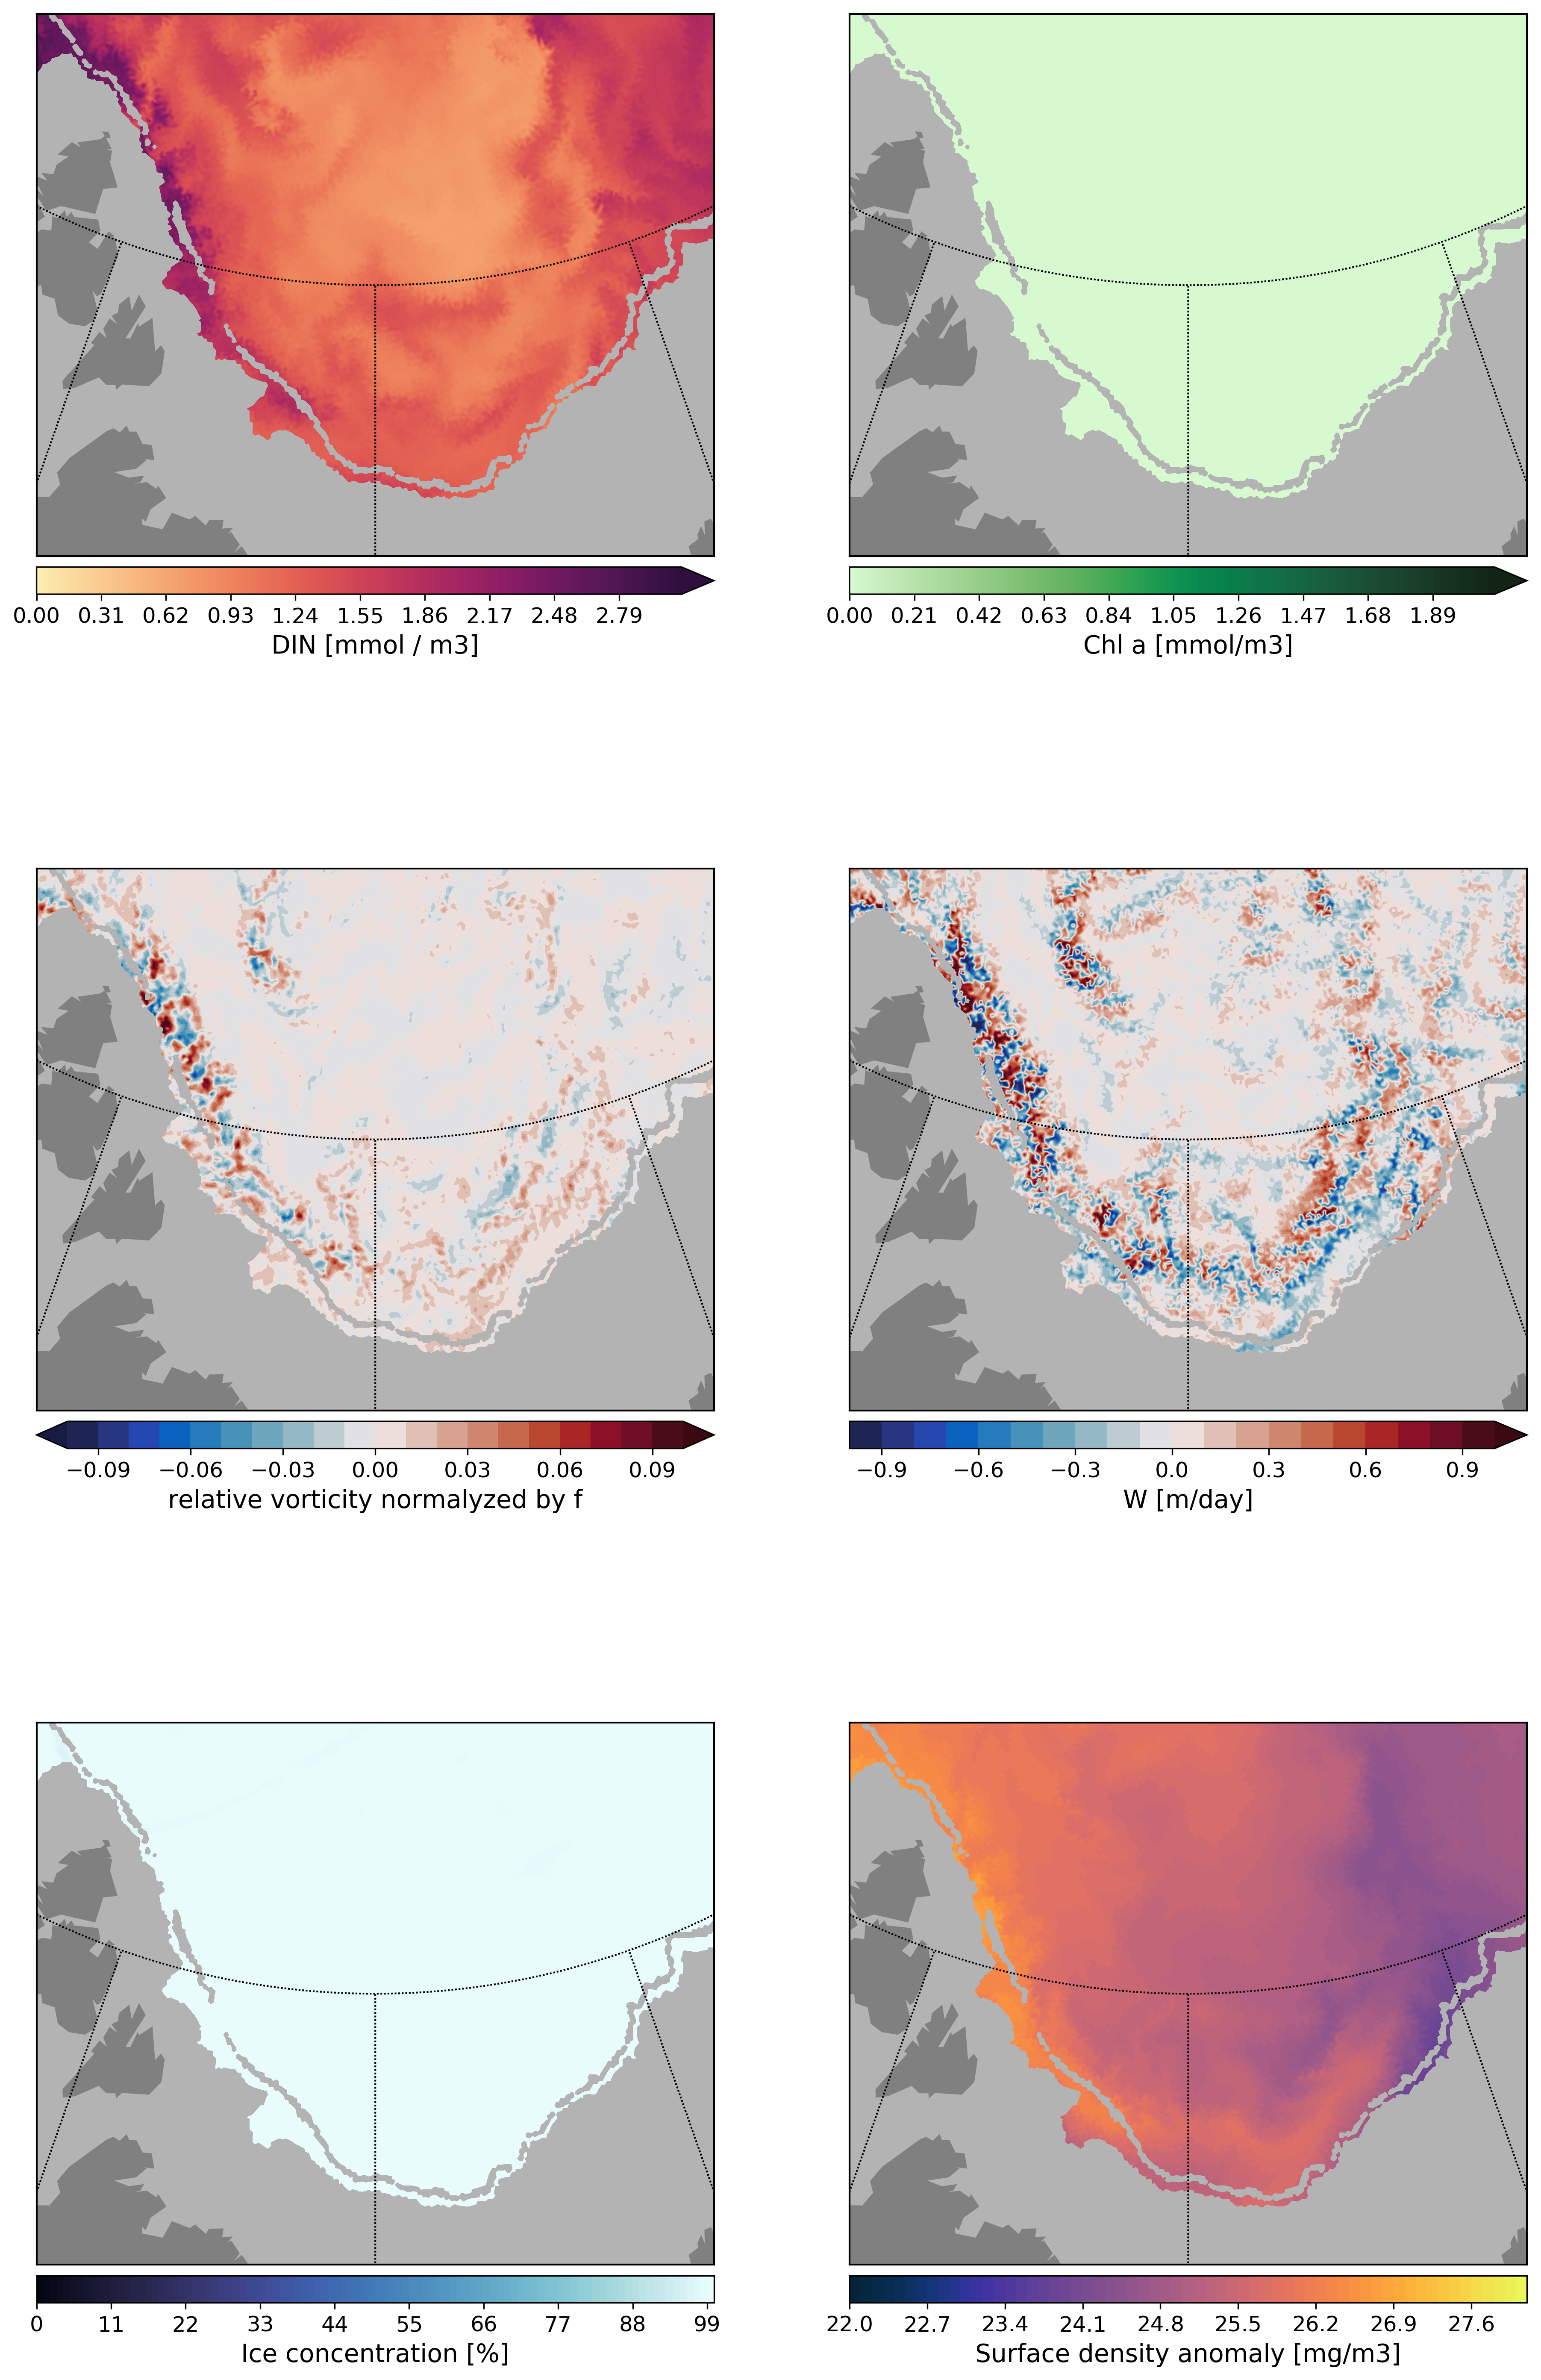 0.00 0.31 0.62 0.93 1.24 1.55 1.86 2.17 2.48 2.79
DIN [mmol / m3]
0.00 0.21 0.42 0.63 0.84 1.05 1.26 1.47 1.68 1.89
Chl a [mmol/m3]
−0.09 −0.06 −0.03 0.00 0.03 0.06 0.09
relative vorticity normalyzed by f
−0.9 −0.6 −0.3 0.0 0.3 0.6 0.9
W [m/day]
0 11 22 33 44 55 66 77 88 99
Ice concentration [%]
22.0 22.7 23.4 24.1 24.8 25.5 26.2 26.9 27.6
Surface density anomaly [mg/m3]